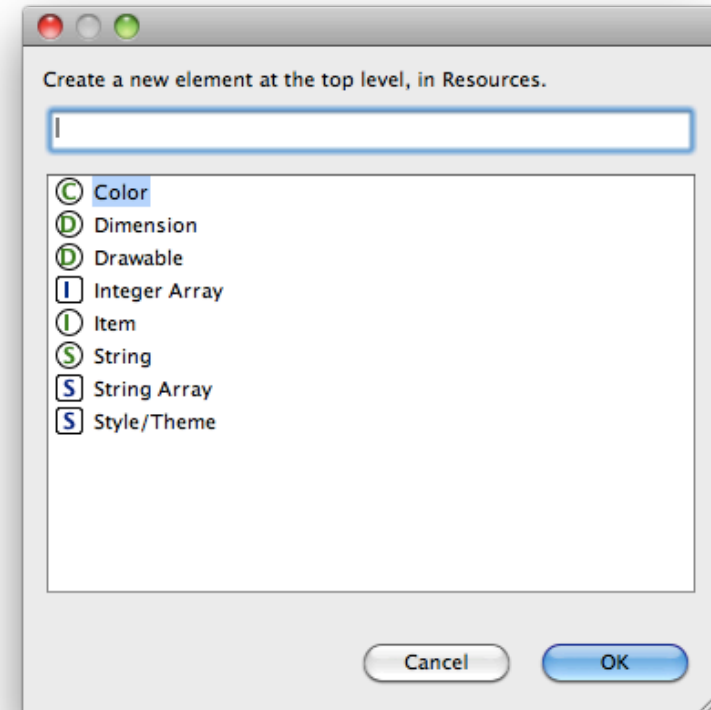 Create a new element at the top level, in Resources.
C Color
D Dimension
D Drawable
I Integer Array
I Item
S String
S String Array
S Style/Theme
Cancel OK